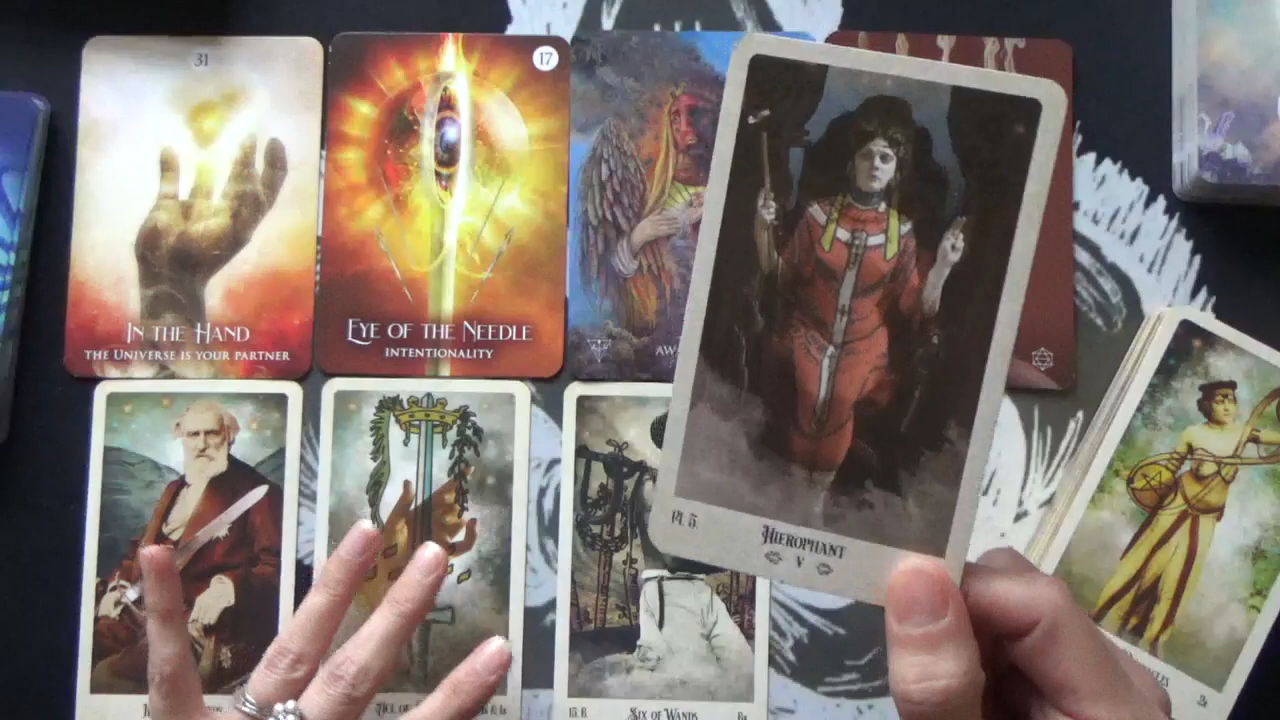 31
IN THE HAND
THE UNIVERSE IS YOUR PARTNER
17
EYE OF THE NEEDLE
INTENTIONALITY
AW
PL 5.
HIEROPHANT
V
SIX OF WANDS